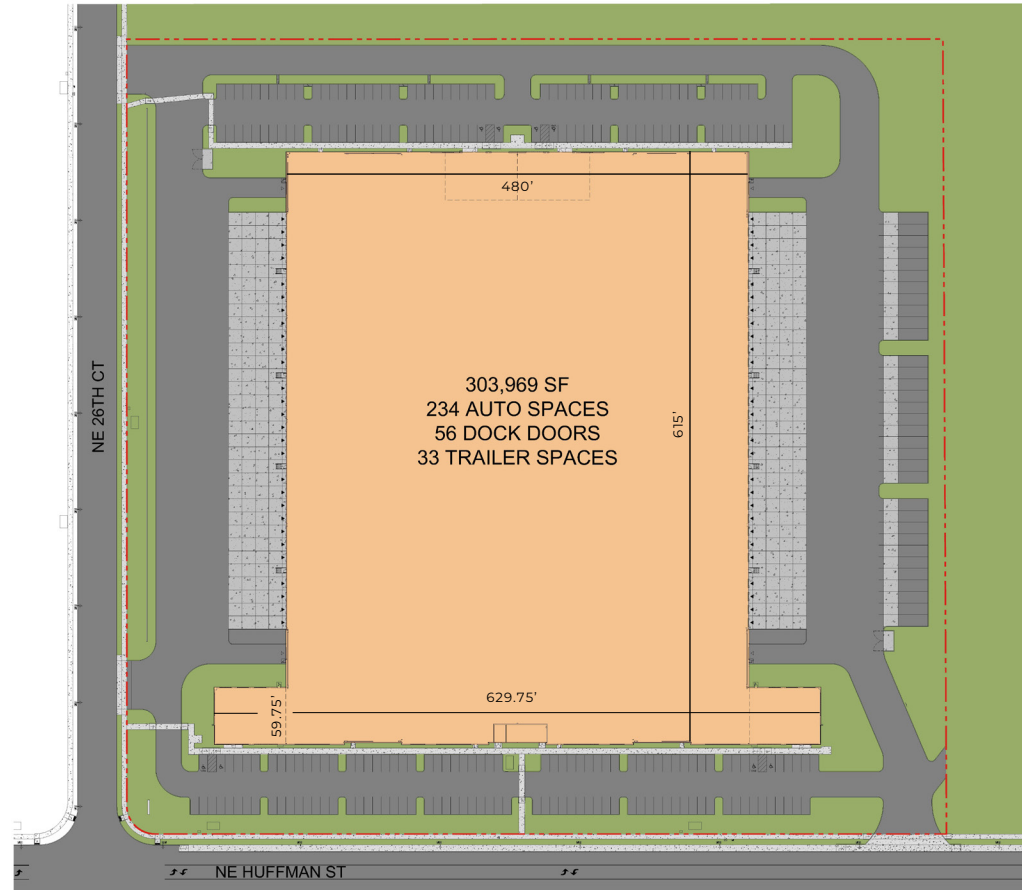 480'
NE 26TH CT
303,969 SF
234 AUTO SPACES
56 DOCK DOORS
33 TRAILER SPACES
615'
629.75'
59.75'
NE HUFFMAN ST